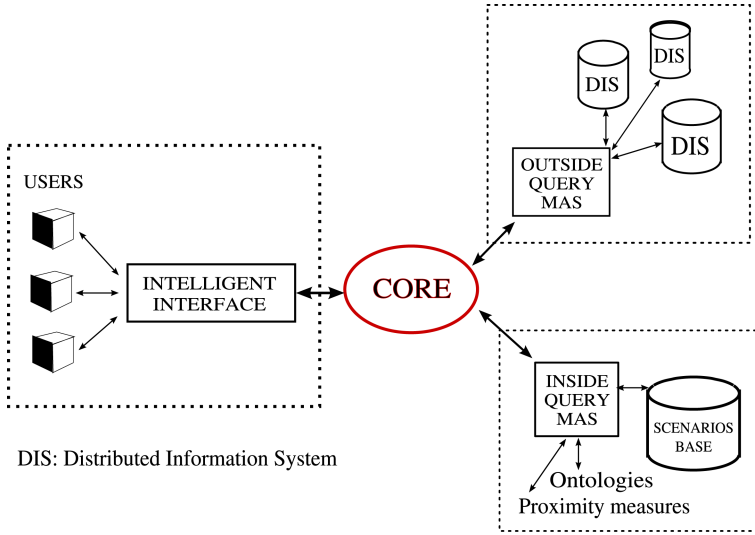 USERS
INTELLIGENT
INTERFACE
CORE
DIS
DIS
DIS
OUTSIDE
QUERY
MAS
INSIDE
QUERY
MAS
SCENARIOS
BASE
Ontologies
Proximity measures
DIS: Distributed Information System